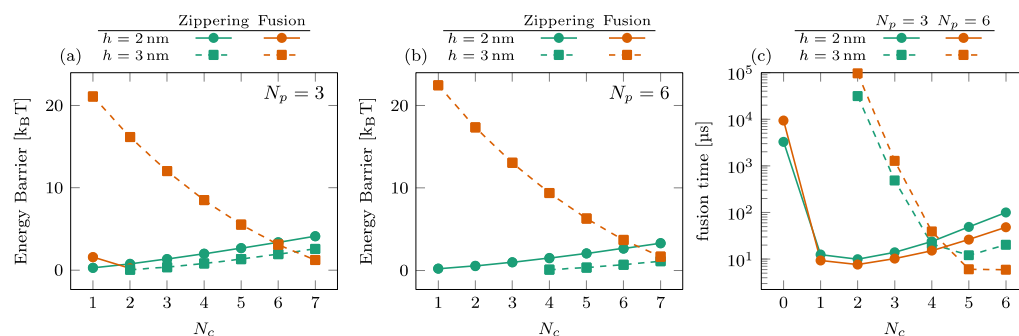 Zippering Fusion
h = 2 nm
h = 3 nm
(a)
N_p = 3
Energy Barrier [k_BT]
20
10
0
1 2 3 4 5 6 7
N_c
Zippering Fusion
h = 2 nm
h = 3 nm
(b)
N_p = 6
Energy Barrier [k_BT]
20
10
0
1 2 3 4 5 6 7
N_c
N_p = 3 N_p = 6
h = 2 nm
h = 3 nm
(c)
fusion time [µs]
10^5
10^4
10^3
10^2
10^1
0 1 2 3 4 5 6
N_c